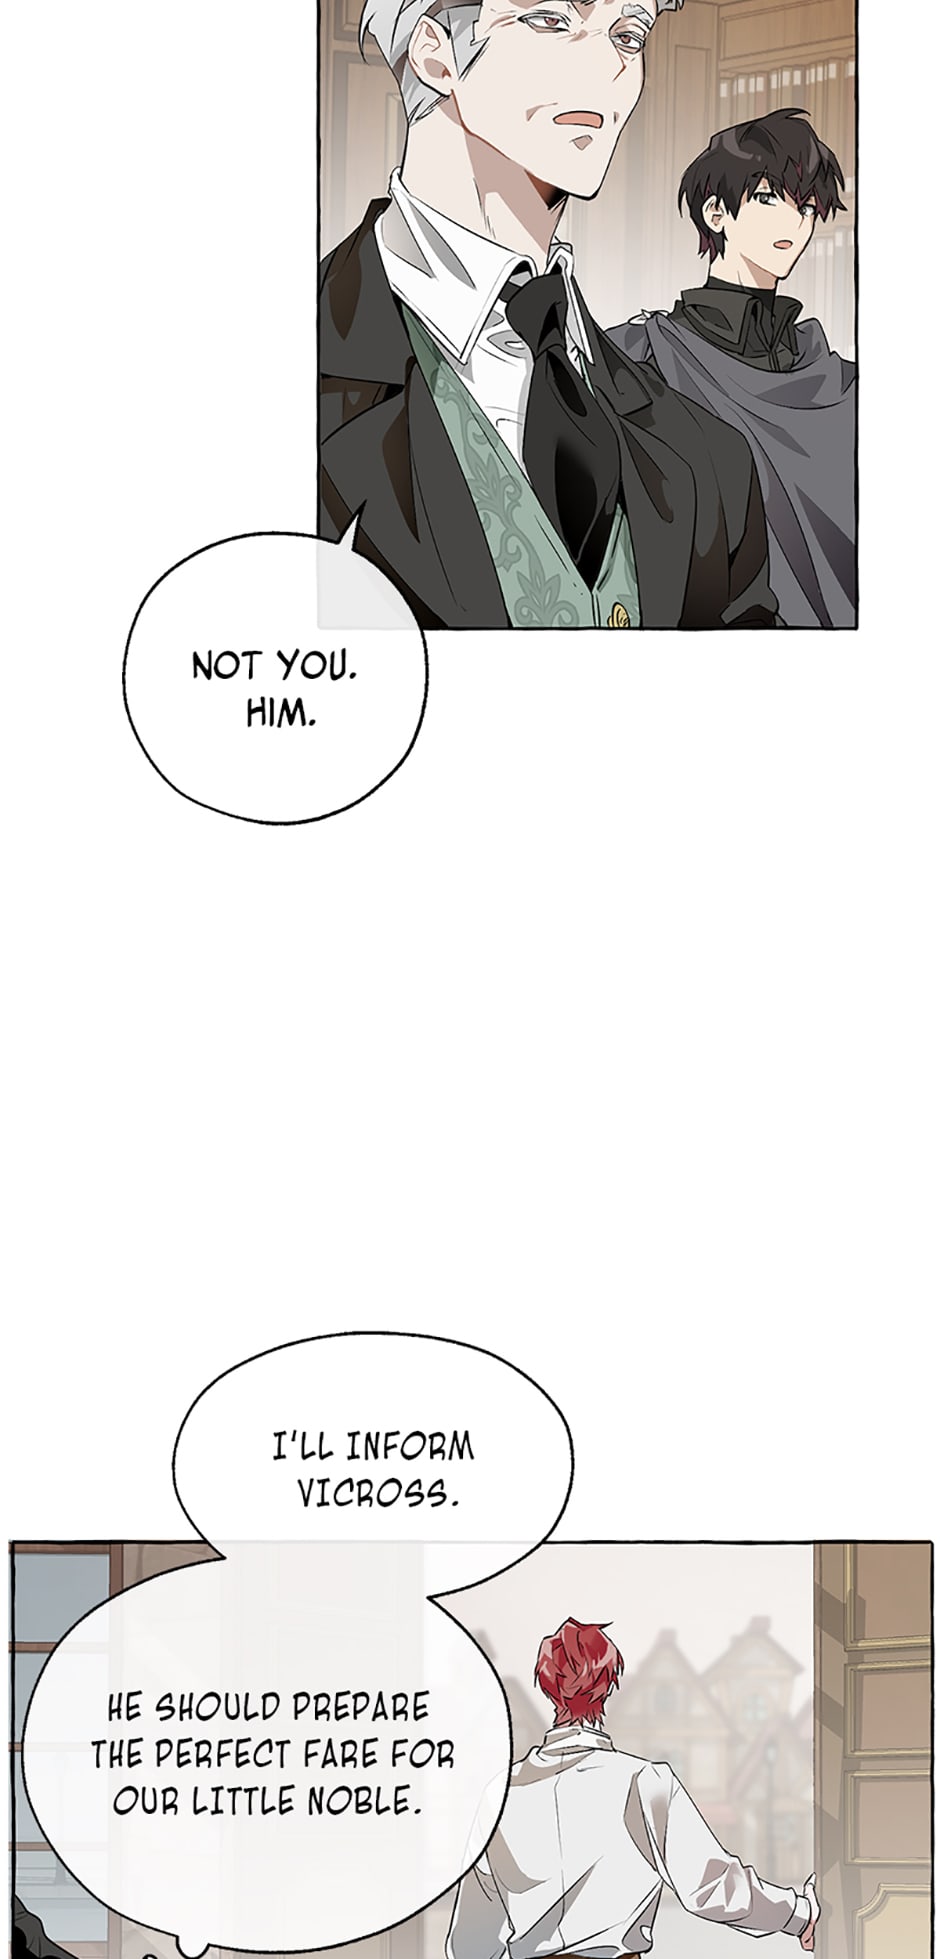 NOT YOU.
HIM.
I'LL INFORM
VICROSS.
HE SHOULD PREPARE
THE PERFECT FARE FOR
OUR LITTLE NOBLE.